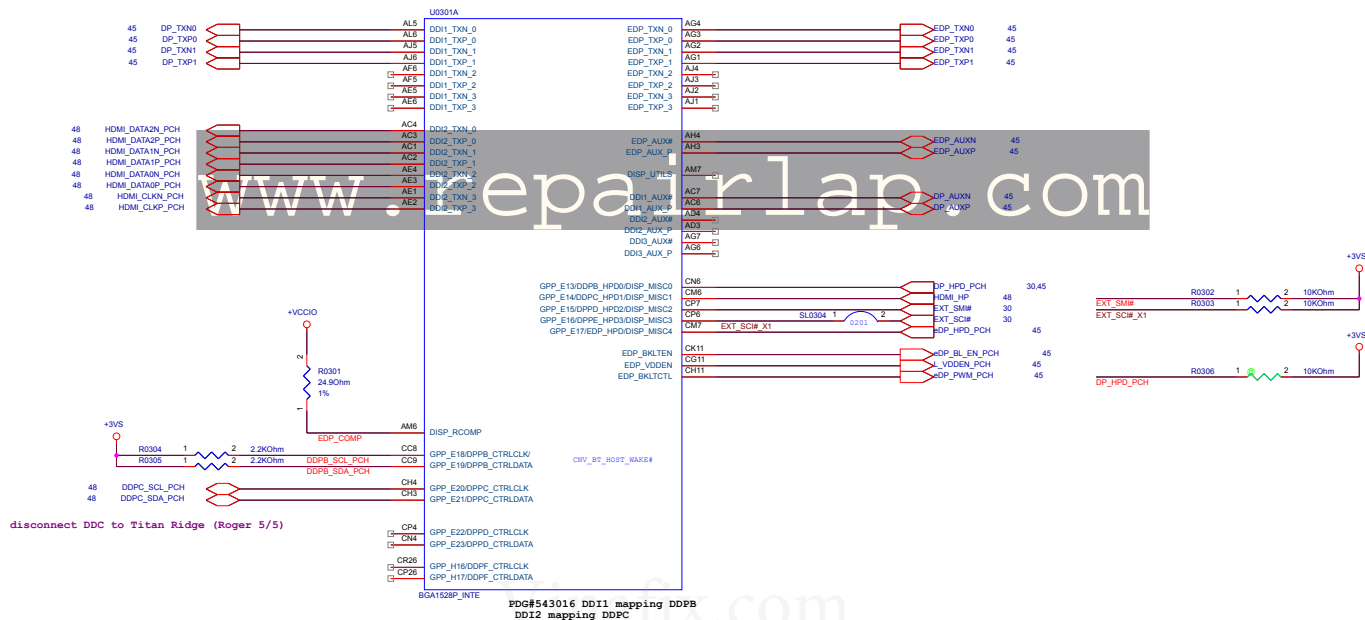 U0301A
45 DP_TXN0 AL5 DDI1_TXN_0 EDP_TXN_0 AG4 EDP_TXN0 45
45 DP_TXP0 AL6 DDI1_TXP_0 EDP_TXP_0 AG3 EDP_TXP0 45
45 DP_TXN1 AJ5 DDI1_TXN_1 EDP_TXN_1 AG2 EDP_TXN1 45
45 DP_TXP1 AJ6 DDI1_TXP_1 EDP_TXP_1 AG1 EDP_TXP1 45
AF6 DDI1_TXN_2 EDP_TXN_2 AJ4
AF5 DDI1_TXP_2 EDP_TXP_2 AJ3
AE5 DDI1_TXN_3 EDP_TXN_3 AJ2
AE6 DDI1_TXP_3 EDP_TXP_3 AJ1
48 HDMI_DATA2N_PCH AC4 DDI2_TXN_0
48 HDMI_DATA2P_PCH AC3 DDI2_TXP_0 EDP_AUX# AH4 EDP_AUXN 45
48 HDMI_DATA1N_PCH AC1 DDI2_TXN_1 EDP_AUX_P AH3 EDP_AUXP 45
48 HDMI_DATA1P_PCH AC2 DDI2_TXP_1
48 HDMI_DATA0N_PCH AE4 DDI2_TXN_2 DISP_UTILS AM7
48 HDMI_DATA0P_PCH AE3 DDI2_TXP_2
48 HDMI_CLKN_PCH AE1 DDI2_TXN_3 DDI1_AUX# AC7 DP_AUXN 45
48 HDMI_CLKP_PCH AE2 DDI2_TXP_3 DDI1_AUX_P AC6 DP_AUXP 45
www.repairlap.com
DDI2_AUX# AD4
DDI2_AUX_P AD3
DDI3_AUX# AG7
DDI3_AUX_P AG6
GPP_E13/DDPB_HPD0/DISP_MISC0 CN6 DP_HPD_PCH 30,45
GPP_E14/DDPC_HPD1/DISP_MISC1 CM6 HDMI_HP 48
GPP_E15/DPPD_HPD2/DISP_MISC2 CP7 EXT_SMI# 30
GPP_E16/DPPE_HPD3/DISP_MISC3 CP6 SL0304 1 2 0201 EXT_SCI# 30
GPP_E17/EDP_HPD/DISP_MISC4 CM7 EXT_SCI#_X1 eDP_HPD_PCH 45
EDP_BKLTEN CK11 eDP_BL_EN_PCH 45
EDP_VDDEN CG11 L_VDDEN_PCH 45
EDP_BKLTCTL CH11 eDP_PWM_PCH 45
+3VS
EXT_SMI# R0302 1 2 10KOhm
EXT_SCI#_X1 R0303 1 2 10KOhm
+3VS
DP_HPD_PCH R0306 1 2 10KOhm
+VCCIO
2
R0301
24.9Ohm
1%
1
EDP_COMP AM6 DISP_RCOMP
+3VS
R0304 1 2 2.2KOhm DDPB_SCL_PCH CC8 GPP_E18/DPPB_CTRLCLK/
R0305 1 2 2.2KOhm DDPB_SDA_PCH CC9 GPP_E19/DPPB_CTRLDATA
CNV_BT_HOST_WAKE#
48 DDPC_SCL_PCH CH4 GPP_E20/DPPC_CTRLCLK
48 DDPC_SDA_PCH CH3 GPP_E21/DPPC_CTRLDATA
disconnect DDC to Titan Ridge (Roger 5/5)
CP4 GPP_E22/DPPD_CTRLCLK
CN4 GPP_E23/DPPD_CTRLDATA
CR26 GPP_H16/DDPF_CTRLCLK
CP26 GPP_H17/DDPF_CTRLDATA
BGA1528P_INTE
PDG#543016 DDI1 mapping DDPB
DDI2 mapping DDPC